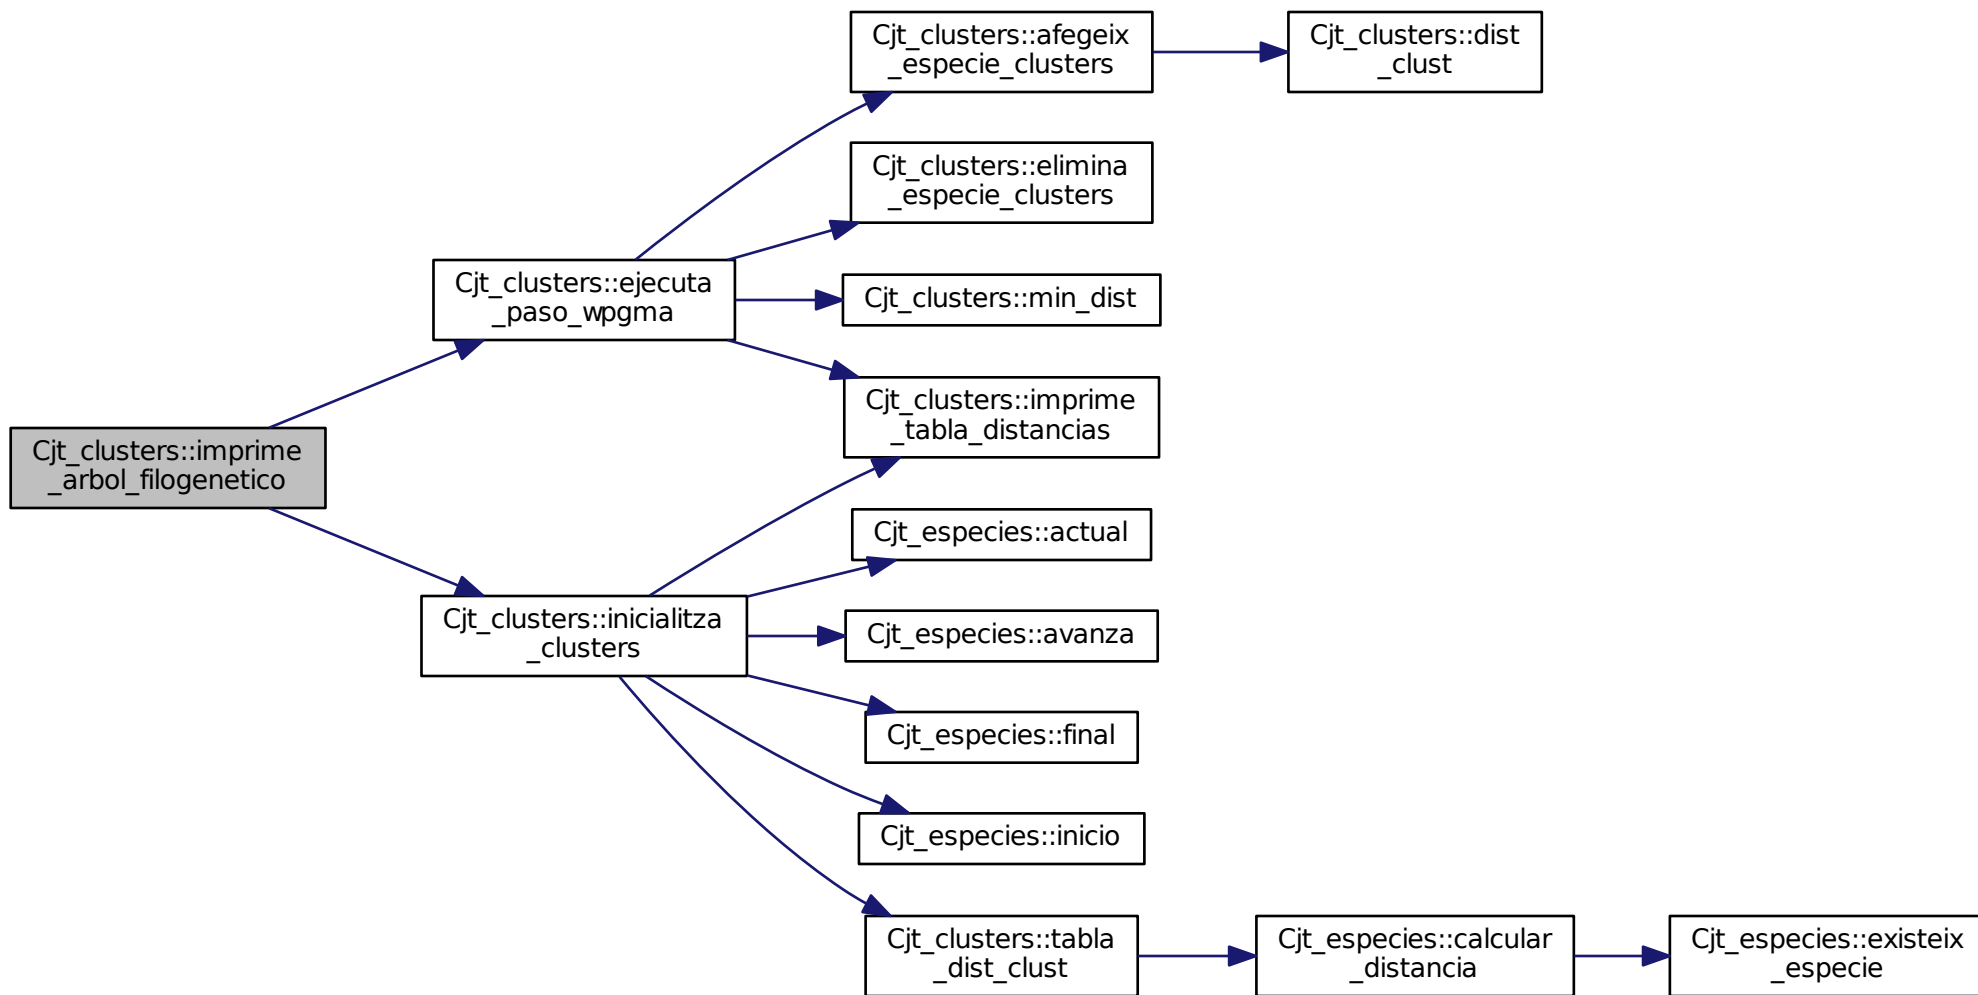 Cjt_clusters::afegeix
_especie_clusters
Cjt_clusters::dist
_clust
Cjt_clusters::elimina
_especie_clusters
Cjt_clusters::ejecuta
_paso_wpgma
Cjt_clusters::min_dist
Cjt_clusters::imprime
_tabla_distancias
Cjt_clusters::imprime
_arbol_filogenetico
Cjt_especies::actual
Cjt_clusters::inicialitza
_clusters
Cjt_especies::avanza
Cjt_especies::final
Cjt_especies::inicio
Cjt_clusters::tabla
_dist_clust
Cjt_especies::calcular
_distancia
Cjt_especies::existeix
_especie